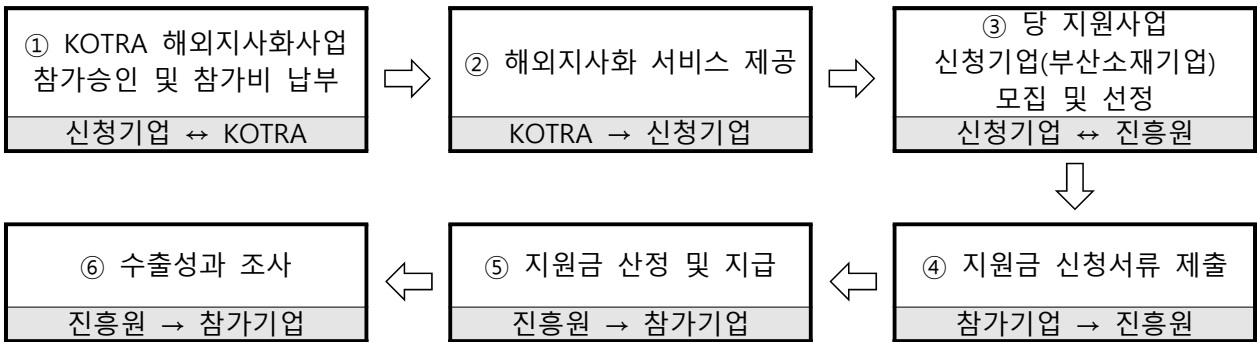 ① KOTRA 해외지사화사업
참가승인 및 참가비 납부
신청기업 ↔ KOTRA
② 해외지사화 서비스 제공
KOTRA → 신청기업
③ 당 지원사업
신청기업(부산소재기업)
모집 및 선정
신청기업 ↔ 진흥원
④ 지원금 신청서류 제출
참가기업 → 진흥원
⑤ 지원금 산정 및 지급
진흥원 → 참가기업
⑥ 수출성과 조사
진흥원 → 참가기업